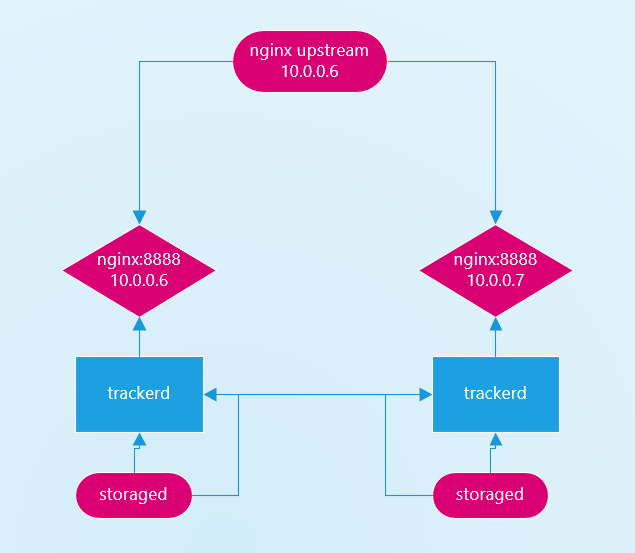 nginx upstream
10.0.0.6
nginx:8888
10.0.0.6
nginx:8888
10.0.0.7
trackerd
trackerd
storaged
storaged